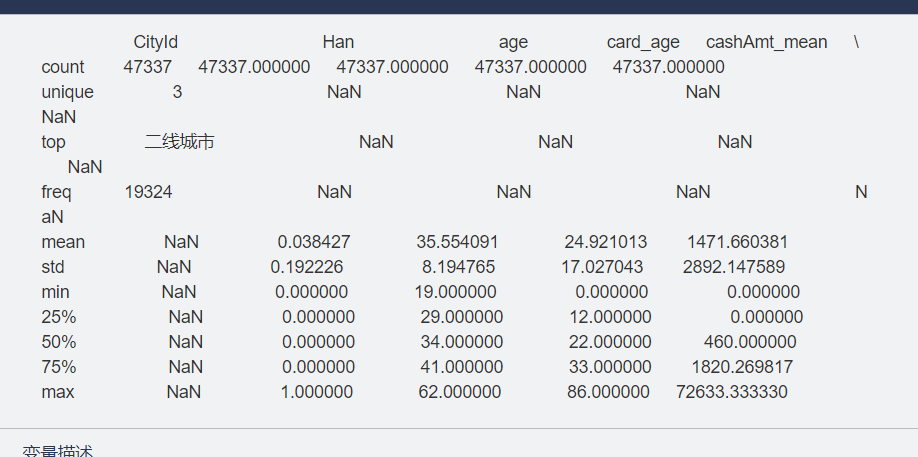 CityId Han age card_age cashAmt_mean \
count 47337 47337.000000 47337.000000 47337.000000 47337.000000
unique 3 NaN NaN NaN
NaN
top 二线城市 NaN NaN NaN
NaN
freq 19324 NaN NaN NaN N
aN
mean NaN 0.038427 35.554091 24.921013 1471.660381
std NaN 0.192226 8.194765 17.027043 2892.147589
min NaN 0.000000 19.000000 0.000000 0.000000
25% NaN 0.000000 29.000000 12.000000 0.000000
50% NaN 0.000000 34.000000 22.000000 460.000000
75% NaN 0.000000 41.000000 33.000000 1820.269817
max NaN 1.000000 62.000000 86.000000 72633.333330
变量描述